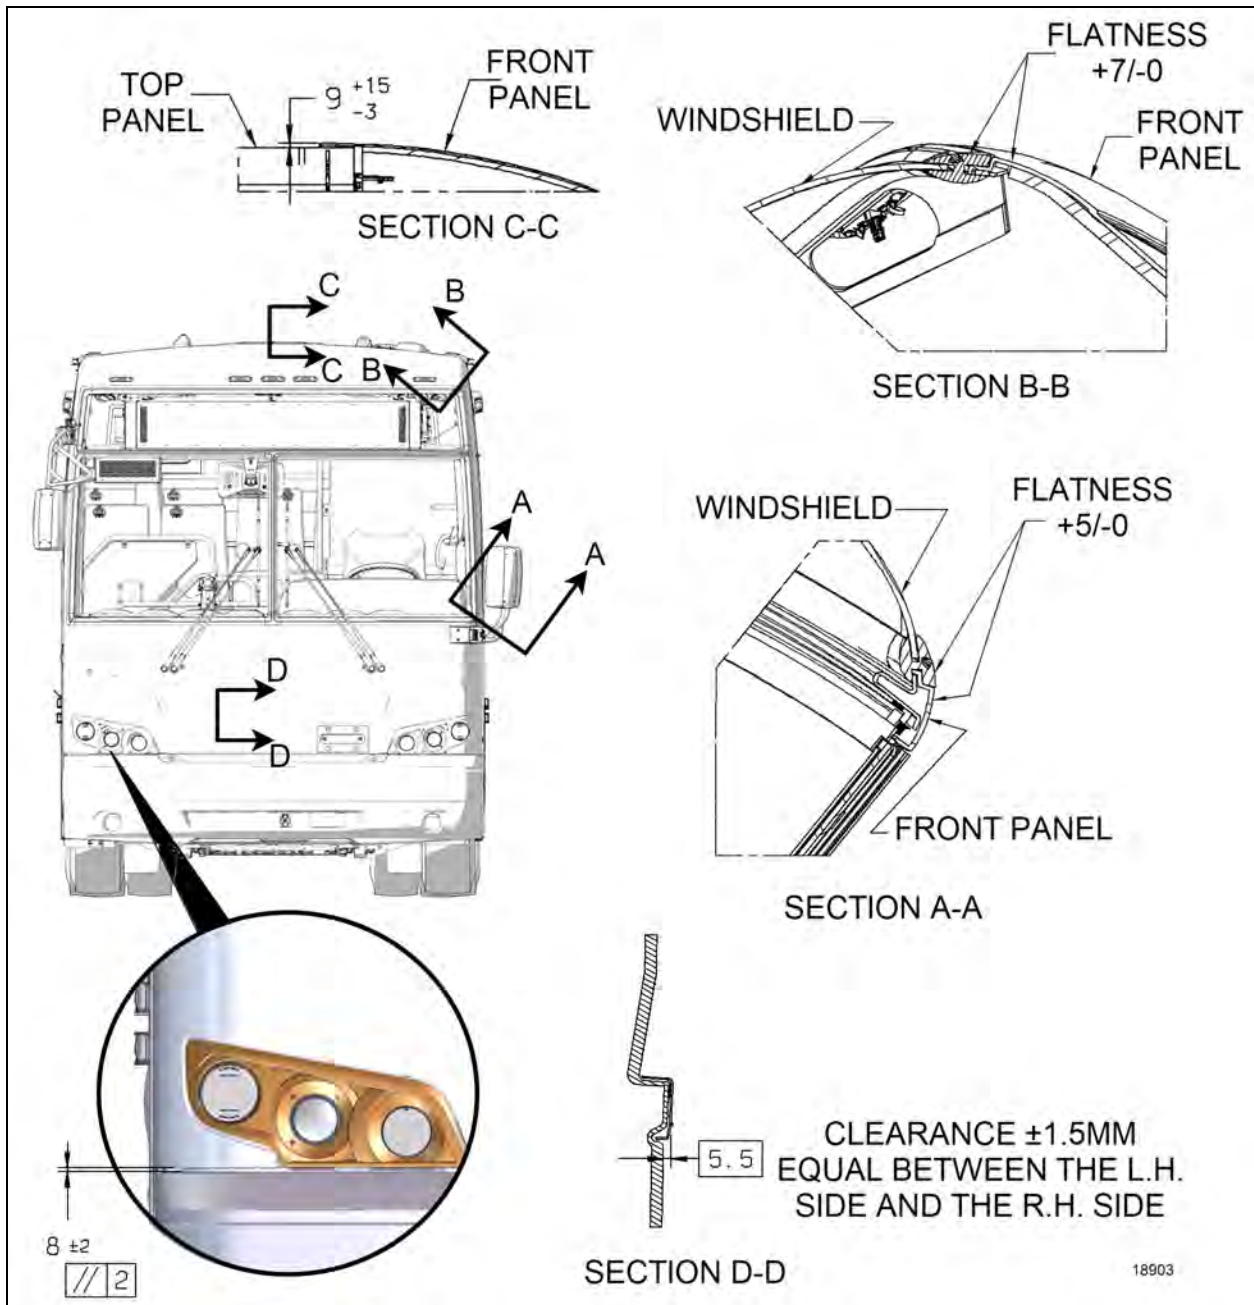 TOP
PANEL
9 +15
-3
FRONT
PANEL
SECTION C-C
FLATNESS
+7/-0
WINDSHIELD
FRONT
PANEL
SECTION B-B
C
C
B
B
A
A
D
D
WINDSHIELD
FLATNESS
+5/-0
FRONT PANEL
SECTION A-A
8 ±2
// 2
5.5
CLEARANCE ±1.5MM
EQUAL BETWEEN THE L.H.
SIDE AND THE R.H. SIDE
SECTION D-D
18903